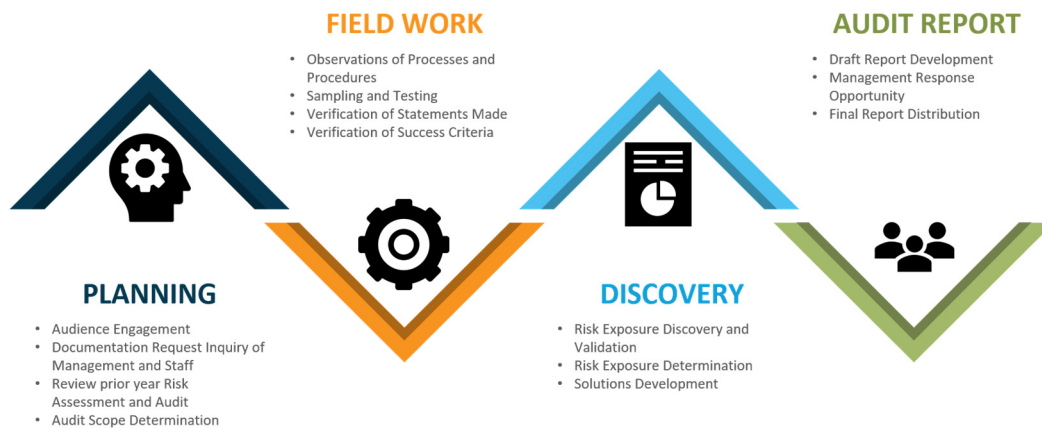 PLANNING
• Audience Engagement
• Documentation Request Inquiry of
Management and Staff
• Review prior year Risk
Assessment and Audit
• Audit Scope Determination
FIELD WORK
• Observations of Processes and
Procedures
• Sampling and Testing
• Verification of Statements Made
• Verification of Success Criteria
DISCOVERY
• Risk Exposure Discovery and
Validation
• Risk Exposure Determination
• Solutions Development
AUDIT REPORT
• Draft Report Development
• Management Response
Opportunity
• Final Report Distribution